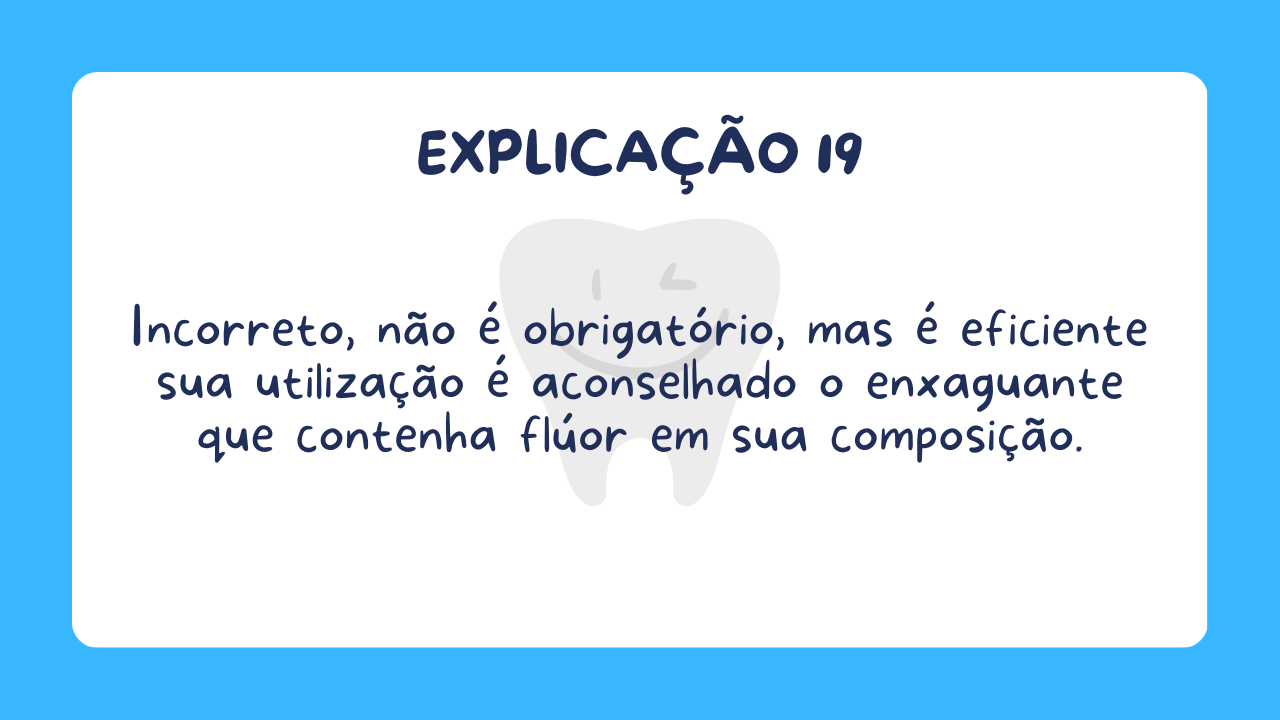 EXPLICAÇÃO 19
Incorreto, não é obrigatório, mas é eficiente
sua utilização é aconselhado o enxaguante
que contenha flúor em sua composição.